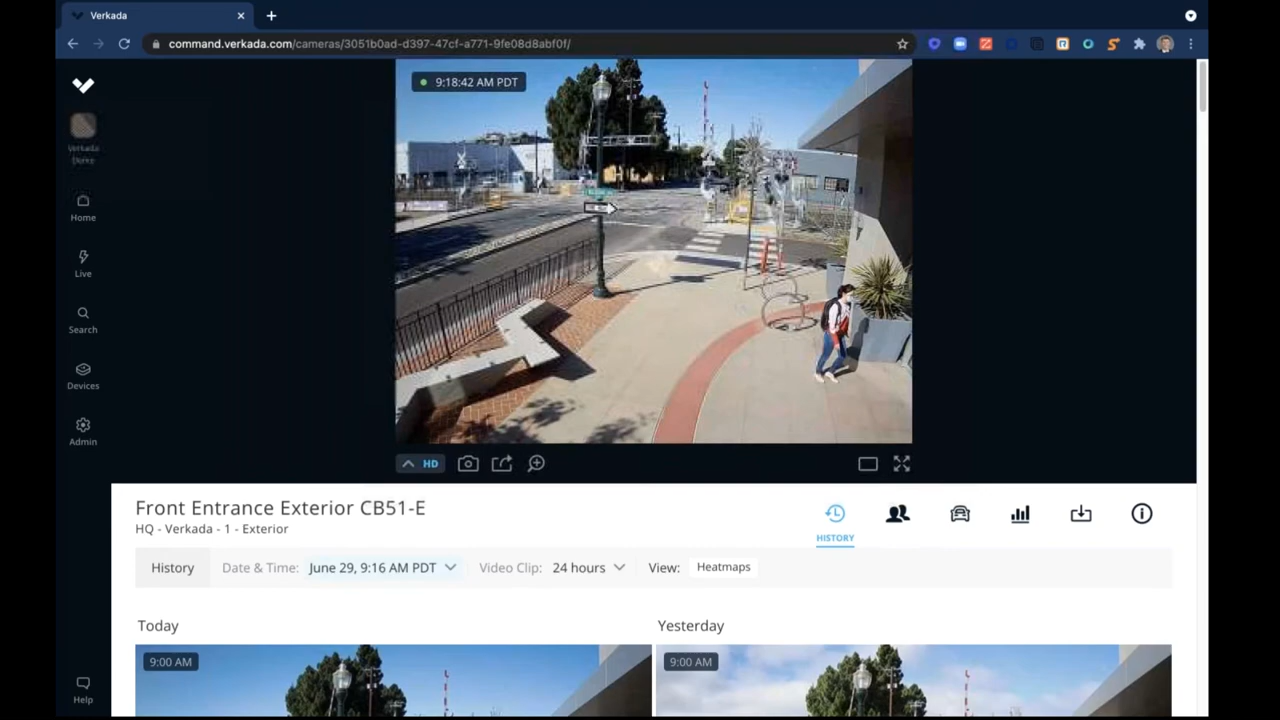 Verkada
command.verkada.com/cameras/3051b0ad-d397-47cf-a771-9fe08d8abf0f/
9:18:42 AM PDT
Verkada
Demo
Home
Live
Search
Devices
Admin
HD
Front Entrance Exterior CB51-E
HQ - Verkada - 1 - Exterior
HISTORY
History Date & Time: June 29, 9:16 AM PDT Video Clip: 24 hours View: Heatmaps
Today Yesterday
9:00 AM 9:00 AM
Help